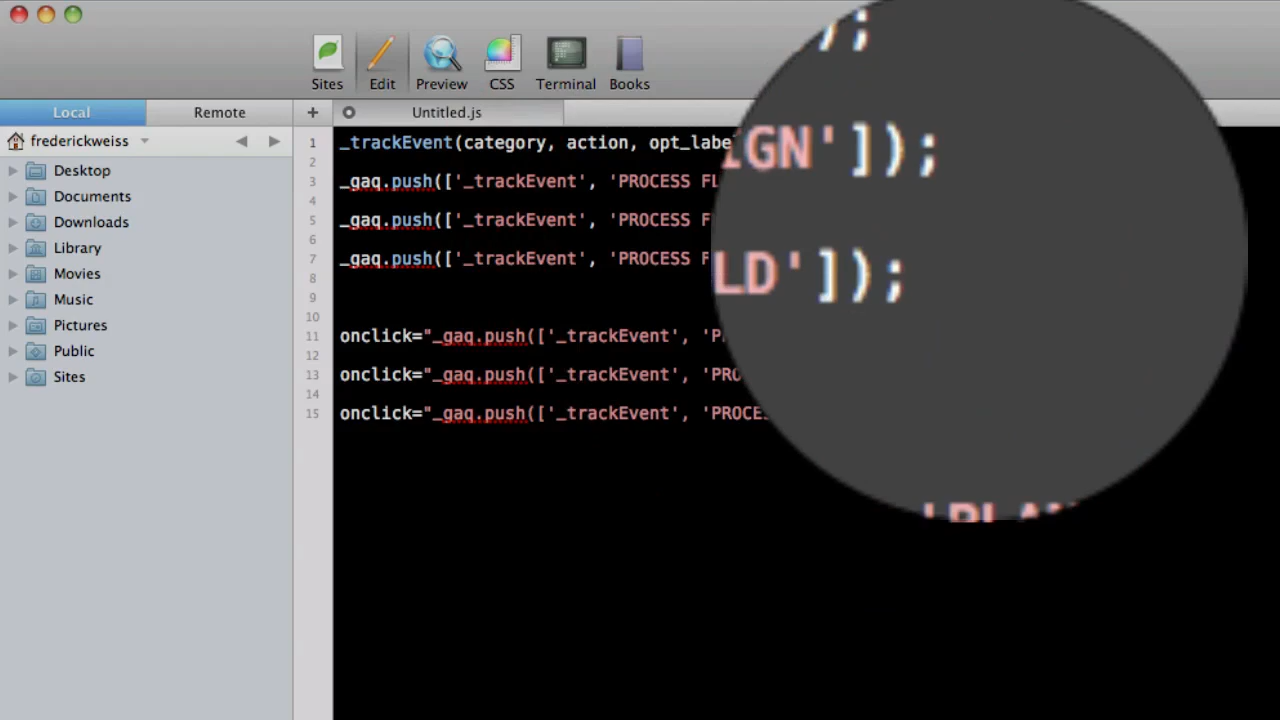 Sites Edit Preview CSS Terminal Books
Local Remote + Untitled.js
frederickweiss
Desktop
Documents
Downloads
Library
Movies
Music
Pictures
Public
Sites
1 _trackEvent(category, action, opt_labe
2
3 _gaq.push(['_trackEvent', 'PROCESS FL
4
5 _gaq.push(['_trackEvent', 'PROCESS F
6
7 _gaq.push(['_trackEvent', 'PROCESS F
8
9
10
11 onclick="_gaq.push(['_trackEvent', 'P
12
13 onclick="_gaq.push(['_trackEvent', 'PRO
14
15 onclick="_gaq.push(['_trackEvent', 'PROCES
);
IGN']);
LD']);